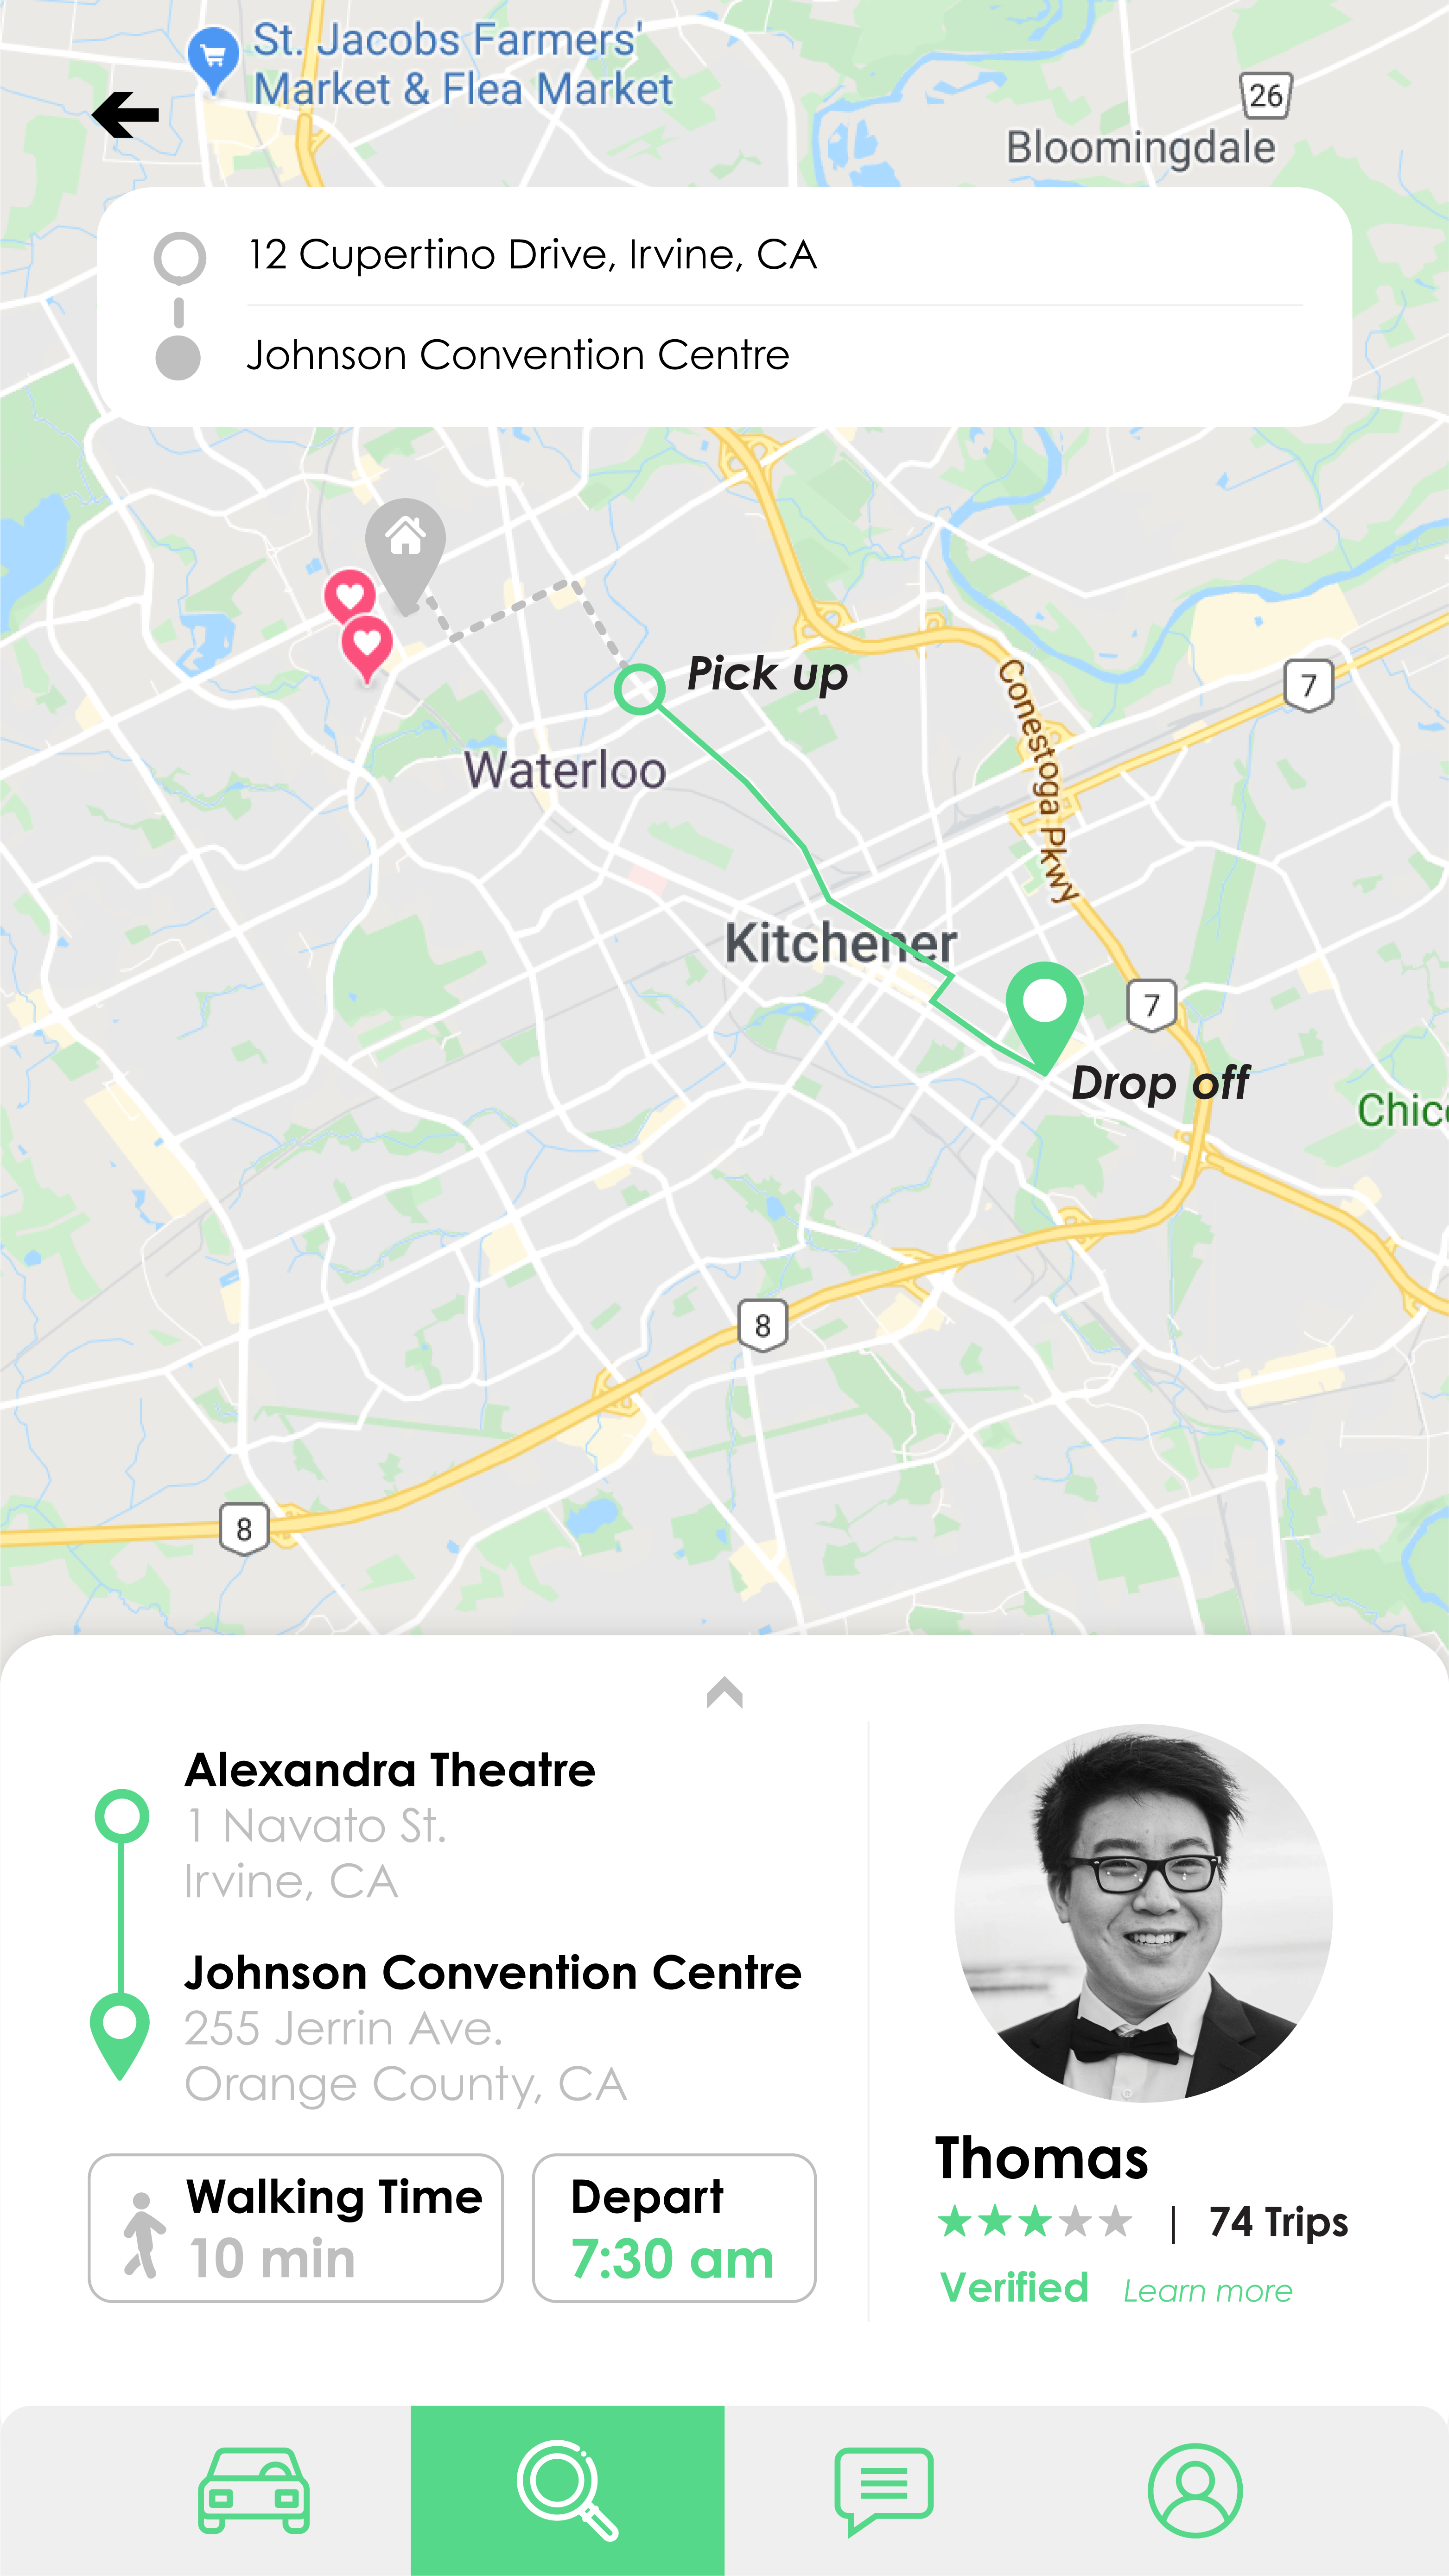 St. Jacobs Farmers'
Market & Flea Market
26
Bloomingdale
12 Cupertino Drive, Irvine, CA
Johnson Convention Centre
Pick up
7
Conestoga Pkwy
Waterloo
Kitchener
7
Drop off
8
8
Alexandra Theatre
1 Navato St.
Irvine, CA
Johnson Convention Centre
255 Jerrin Ave.
Orange County, CA
Walking Time
10 min
Depart
7:30 am
Thomas
| 74 Trips
Verified Learn more